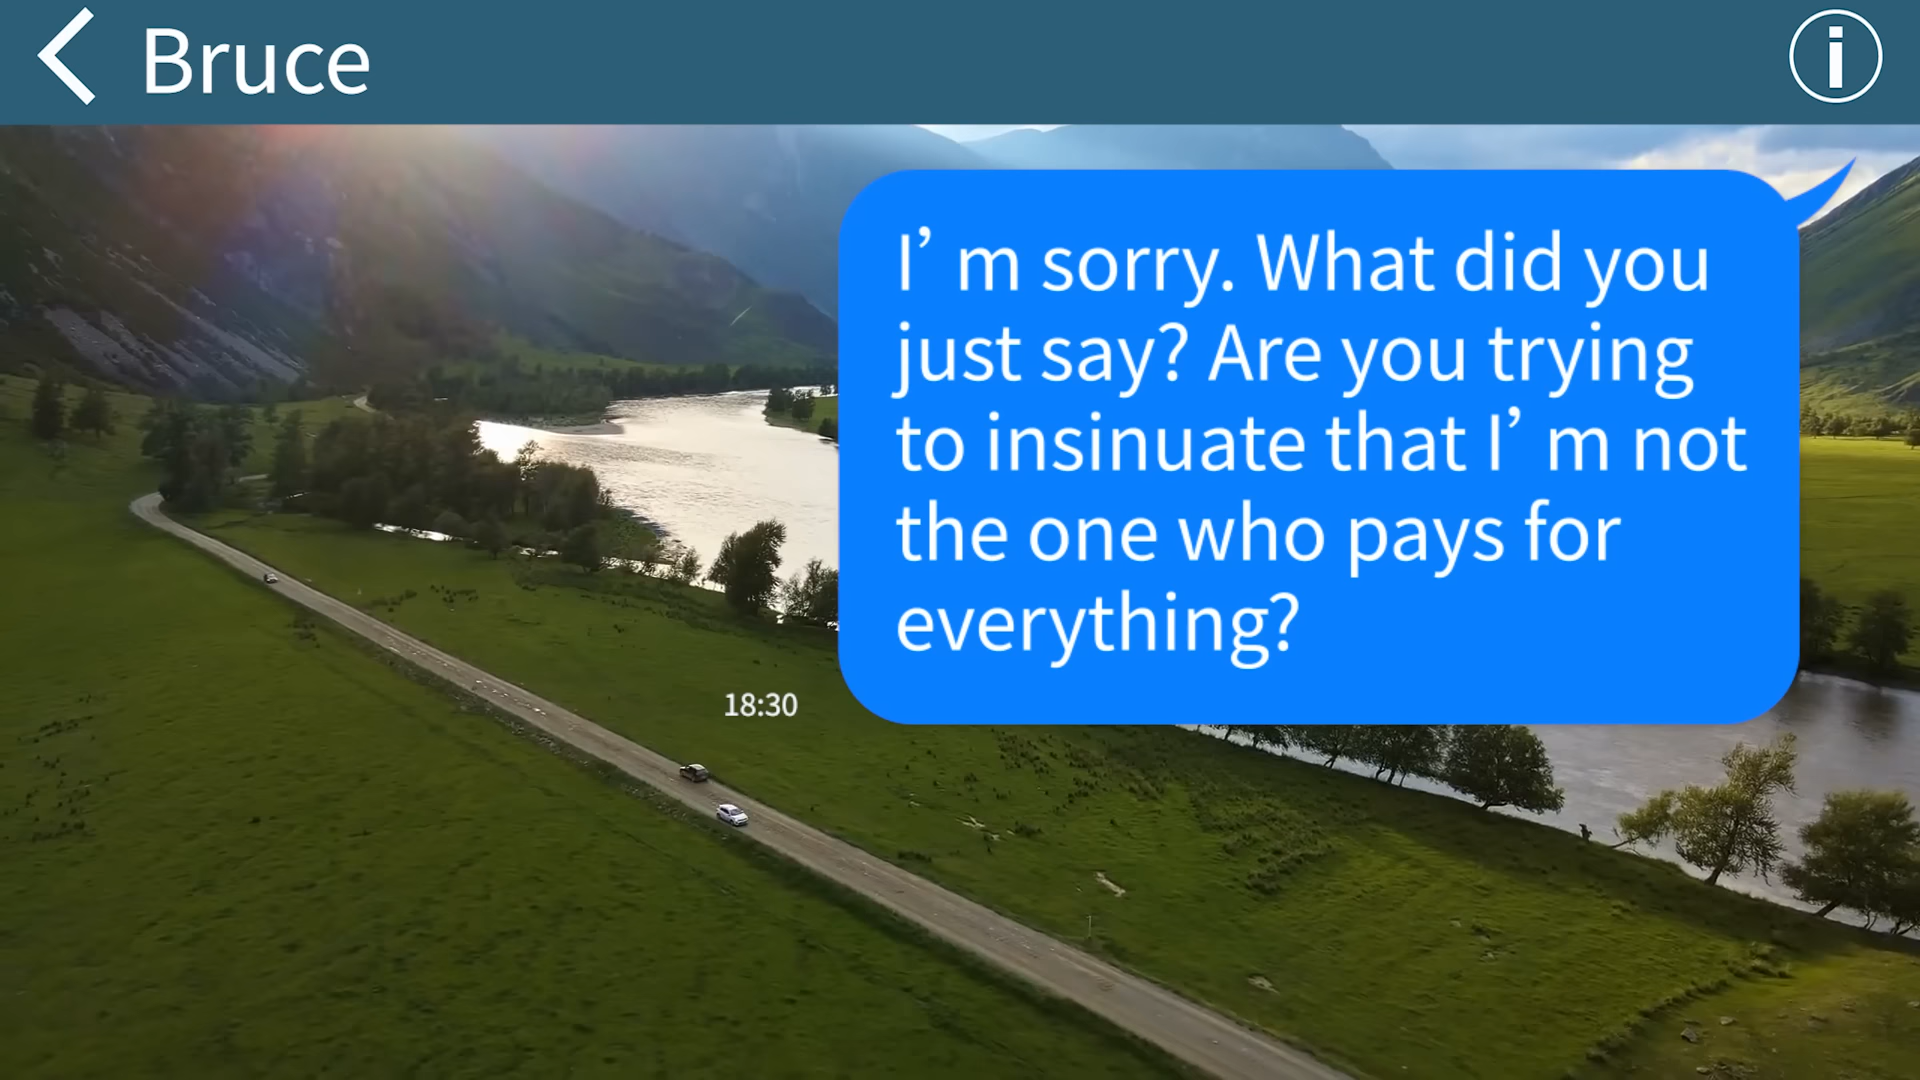 Bruce
I’m sorry. What did you
just say? Are you trying
to insinuate that I’m not
the one who pays for
everything?
18:30